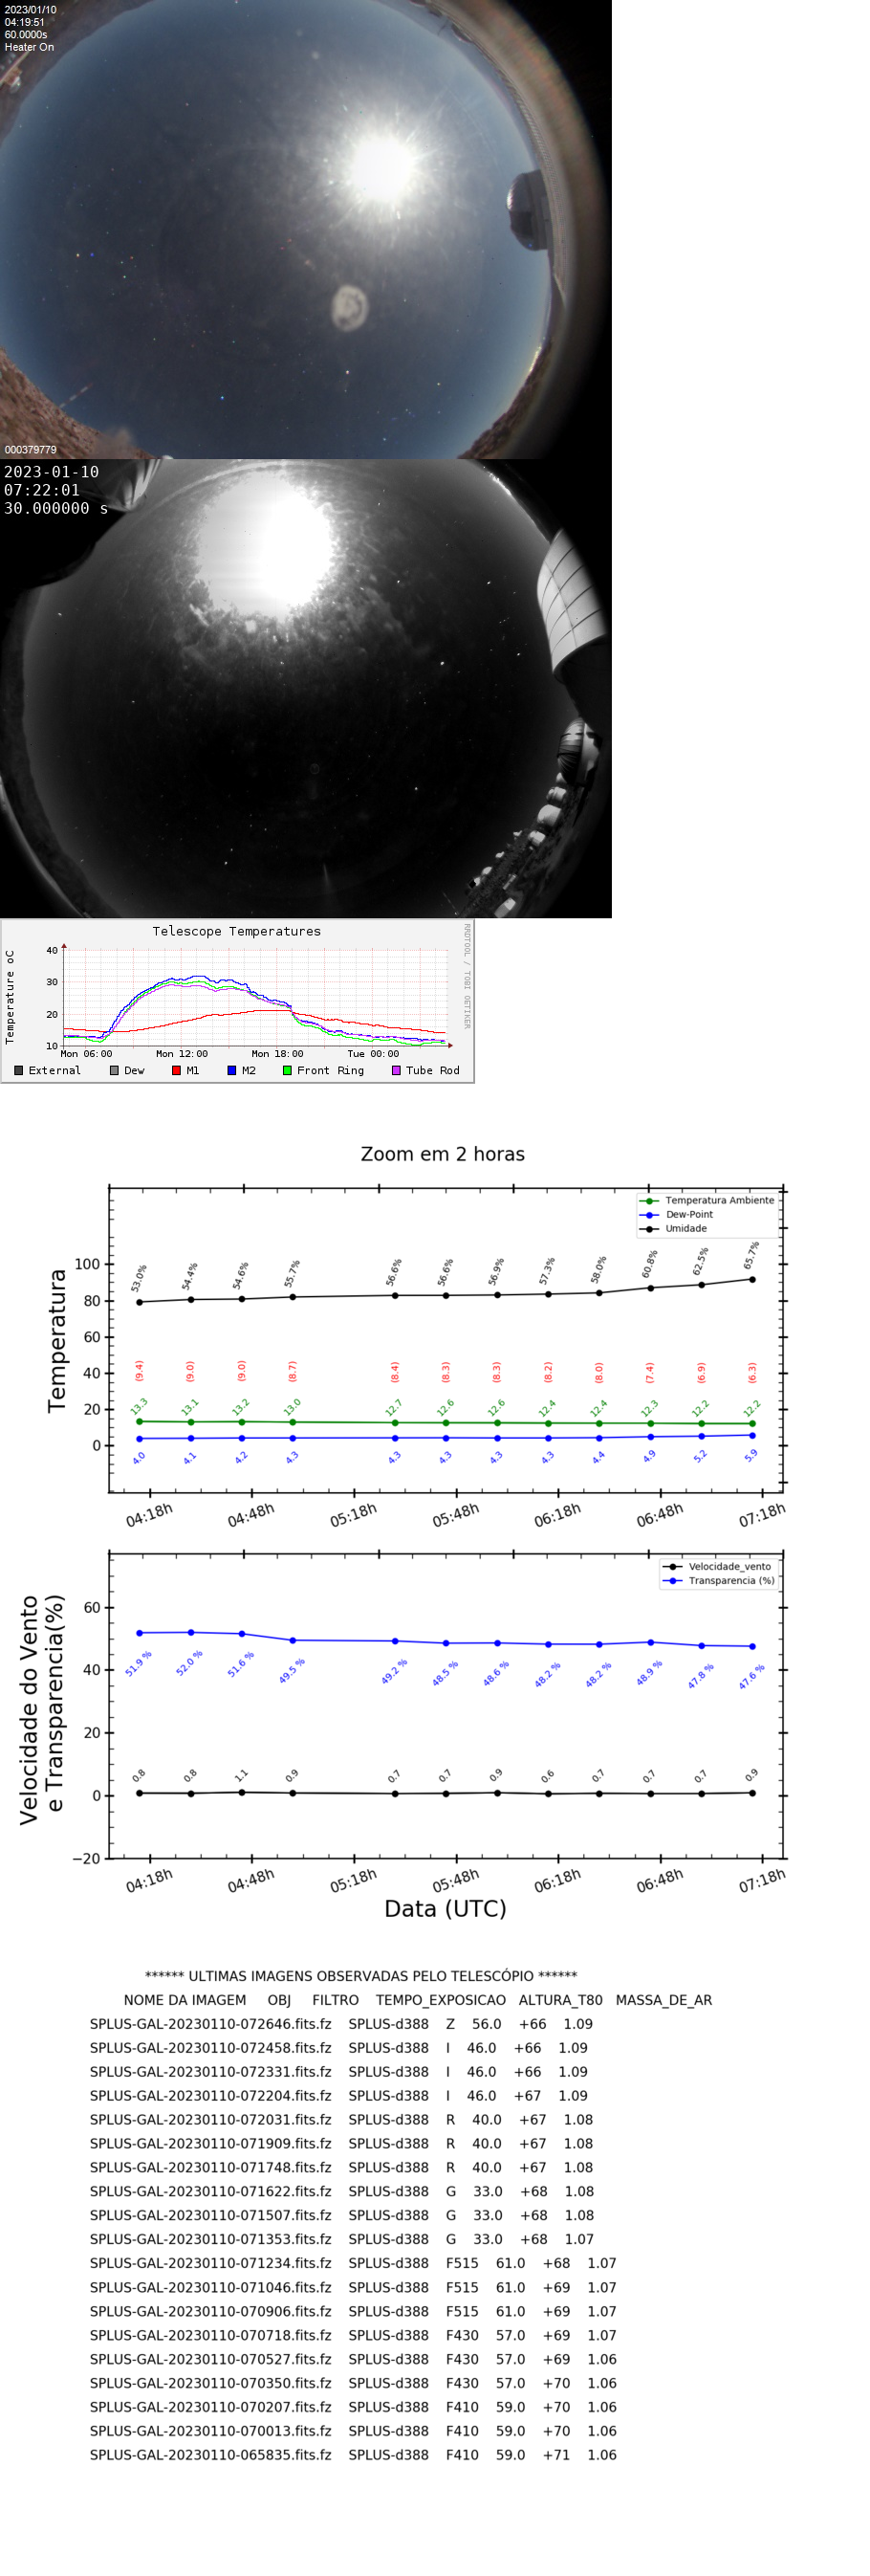 2023/01/10
04:19:51
60.0000s
Heater On
000379779
2023-01-10
07:22:01
30.000000 s
Telescope Temperatures
RRDTOOL / TOBI OETIKER
Temperature oC
40
30
20
10
Mon 06:00 Mon 12:00 Mon 18:00 Tue 00:00
External Dew M1 M2 Front Ring Tube Rod
Zoom em 2 horas
Temperatura Ambiente
Dew-Point
Umidade
Temperatura
100
80
60
40
20
0
53.0% 54.4% 54.6% 55.7% 56.6% 56.6% 56.9% 57.3% 58.0% 60.8% 62.5% 65.7%
(9.4) (9.0) (9.0) (8.7) (8.4) (8.3) (8.3) (8.2) (8.0) (7.4) (6.9) (6.3)
13.3 13.1 13.2 13.0 12.7 12.6 12.6 12.4 12.4 12.3 12.2 12.2
4.0 4.1 4.2 4.3 4.3 4.3 4.3 4.3 4.4 4.9 5.2 5.9
04:18h 04:48h 05:18h 05:48h 06:18h 06:48h 07:18h
Velocidade_vento
Transparencia (%)
Velocidade do Vento
e Transparencia(%)
60
40
20
0
−20
51.9 % 52.0 % 51.6 % 49.5 % 49.2 % 48.5 % 48.6 % 48.2 % 48.2 % 48.9 % 47.8 % 47.6 %
0.8 0.8 1.1 0.9 0.7 0.7 0.9 0.6 0.7 0.7 0.7 0.9
04:18h 04:48h 05:18h 05:48h 06:18h 06:48h 07:18h
Data (UTC)
****** ULTIMAS IMAGENS OBSERVADAS PELO TELESCÓPIO ******
NOME DA IMAGEM OBJ FILTRO TEMPO_EXPOSICAO ALTURA_T80 MASSA_DE_AR
SPLUS-GAL-20230110-072646.fits.fz SPLUS-d388 Z 56.0 +66 1.09
SPLUS-GAL-20230110-072458.fits.fz SPLUS-d388 I 46.0 +66 1.09
SPLUS-GAL-20230110-072331.fits.fz SPLUS-d388 I 46.0 +66 1.09
SPLUS-GAL-20230110-072204.fits.fz SPLUS-d388 I 46.0 +67 1.09
SPLUS-GAL-20230110-072031.fits.fz SPLUS-d388 R 40.0 +67 1.08
SPLUS-GAL-20230110-071909.fits.fz SPLUS-d388 R 40.0 +67 1.08
SPLUS-GAL-20230110-071748.fits.fz SPLUS-d388 R 40.0 +67 1.08
SPLUS-GAL-20230110-071622.fits.fz SPLUS-d388 G 33.0 +68 1.08
SPLUS-GAL-20230110-071507.fits.fz SPLUS-d388 G 33.0 +68 1.08
SPLUS-GAL-20230110-071353.fits.fz SPLUS-d388 G 33.0 +68 1.07
SPLUS-GAL-20230110-071234.fits.fz SPLUS-d388 F515 61.0 +68 1.07
SPLUS-GAL-20230110-071046.fits.fz SPLUS-d388 F515 61.0 +69 1.07
SPLUS-GAL-20230110-070906.fits.fz SPLUS-d388 F515 61.0 +69 1.07
SPLUS-GAL-20230110-070718.fits.fz SPLUS-d388 F430 57.0 +69 1.07
SPLUS-GAL-20230110-070527.fits.fz SPLUS-d388 F430 57.0 +69 1.06
SPLUS-GAL-20230110-070350.fits.fz SPLUS-d388 F430 57.0 +70 1.06
SPLUS-GAL-20230110-070207.fits.fz SPLUS-d388 F410 59.0 +70 1.06
SPLUS-GAL-20230110-070013.fits.fz SPLUS-d388 F410 59.0 +70 1.06
SPLUS-GAL-20230110-065835.fits.fz SPLUS-d388 F410 59.0 +71 1.06